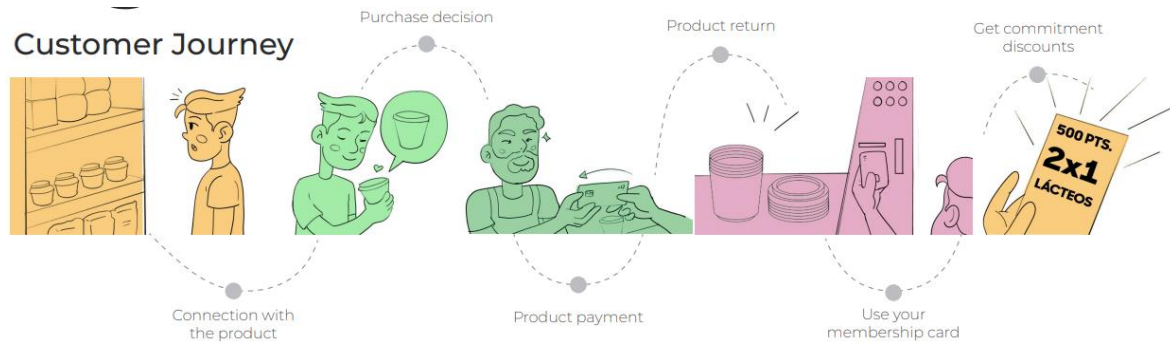 Customer Journey
Purchase decision
Product return
Get commitment
discounts
500 PTS.
2x1
LÁCTEOS
Connection with
the product
Product payment
Use your
membership card